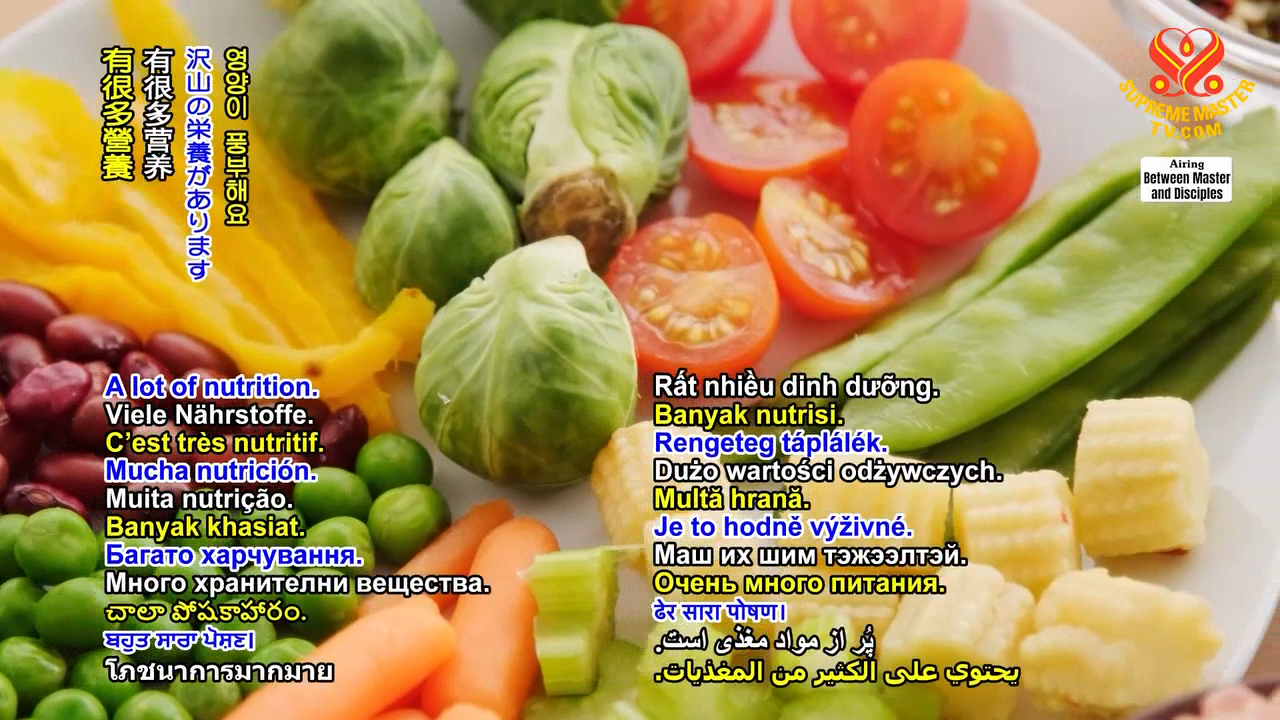 有很多營養
有很多营养
沢山の栄養があります
영양이 풍부해요
SUPREME MASTER
TV.COM
Airing
Between Master
and Disciples
A lot of nutrition.
Viele Nährstoffe.
C’est très nutritif.
Mucha nutrición.
Muita nutrição.
Banyak khasiat.
Багато харчування.
Много хранителни вещества.
చాలా పోషకాహారం.
ਬਹੁਤ ਸਾਰਾ ਪੋਸ਼ਣ।
โภชนาการมากมาย
Rất nhiều dinh dưỡng.
Banyak nutrisi.
Rengeteg táplálék.
Dużo wartości odżywczych.
Multă hrană.
Je to hodně výživné.
Маш их шим тэжээлтэй.
Очень много питания.
ढेर सारा पोषण।
پُر از مواد مغذی است.
يحتوي على الكثير من المغذيات.